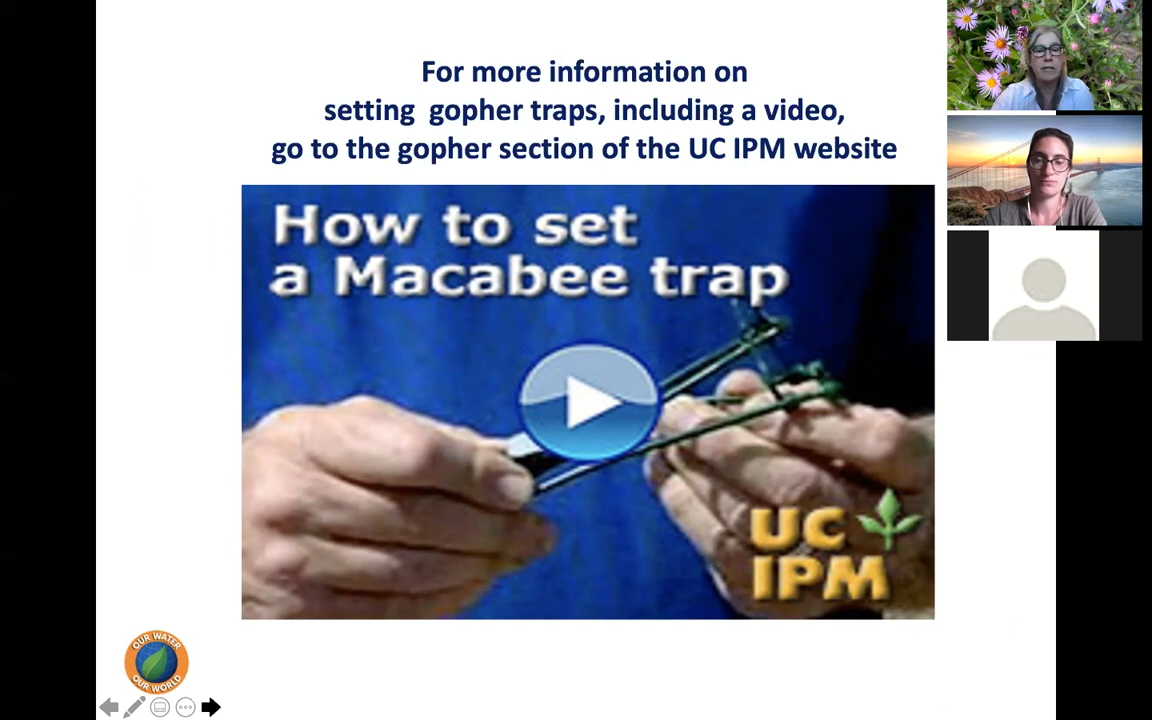 For more information on
setting gopher traps, including a video,
go to the gopher section of the UC IPM website
How to set
a Macabee trap
UC
IPM
OUR WATER
OUR WORLD